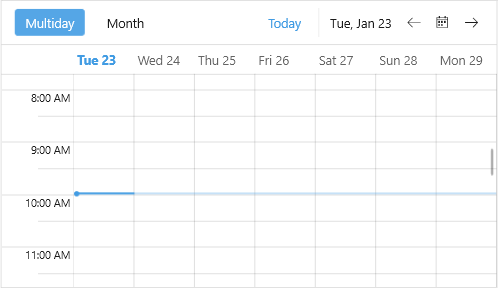 Multiday Month Today Tue, Jan 23
Tue 23 Wed 24 Thu 25 Fri 26 Sat 27 Sun 28 Mon 29
8:00 AM
9:00 AM
10:00 AM
11:00 AM